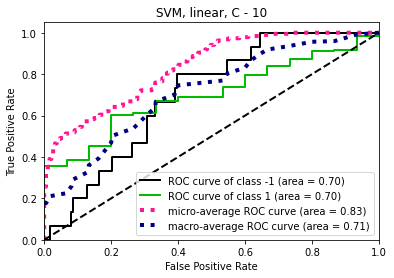 SVM, linear, C - 10
True Positive Rate
1.0
0.8
0.6
0.4
0.2
0.0
ROC curve of class -1 (area = 0.70)
ROC curve of class 1 (area = 0.70)
micro-average ROC curve (area = 0.83)
macro-average ROC curve (area = 0.71)
0.0 0.2 0.4 0.6 0.8 1.0
False Positive Rate